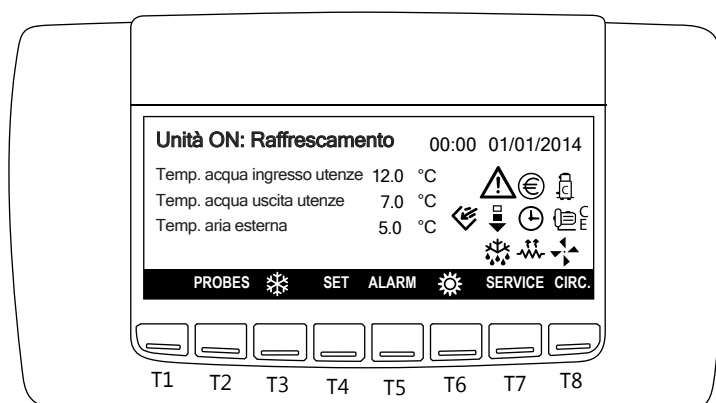 Unità ON: Raffrescamento 00:00 01/01/2014
Temp. acqua ingresso utenze 12.0 °C
Temp. acqua uscita utenze 7.0 °C
Temp. aria esterna 5.0 °C
€ C
C
E
PROBES SET ALARM SERVICE CIRC.
T1 T2 T3 T4 T5 T6 T7 T8